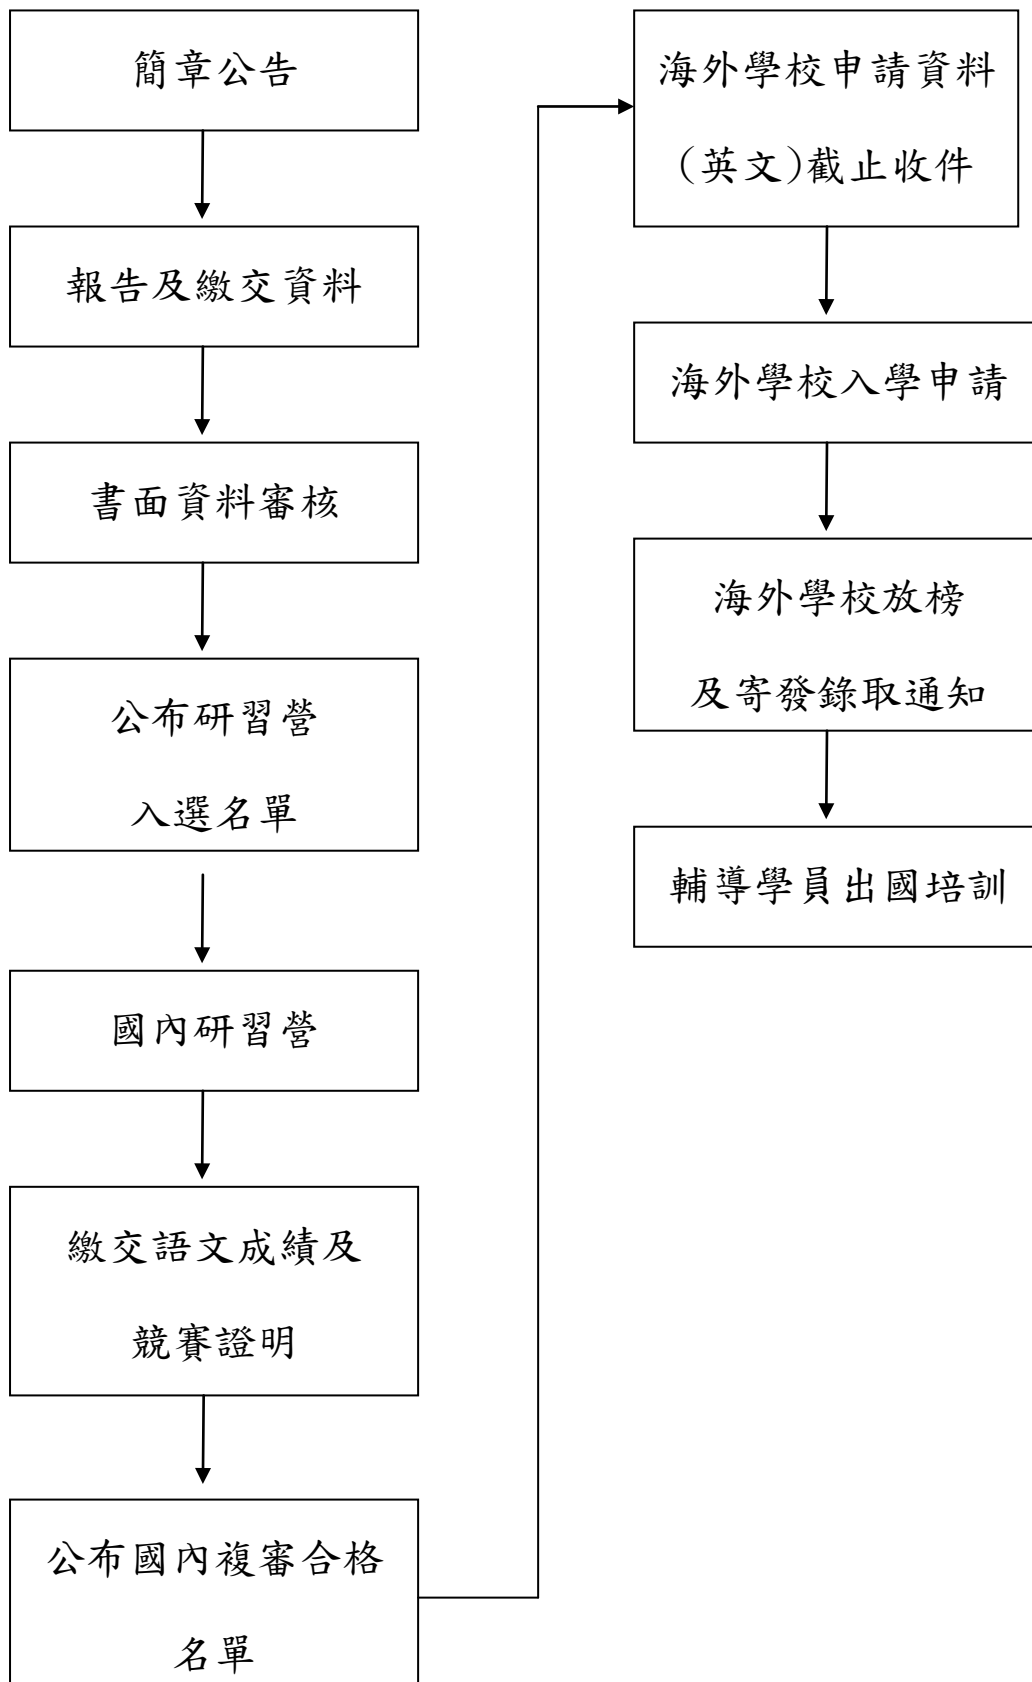 簡章公告
報告及繳交資料
書面資料審核
公布研習營
入選名單
國內研習營
繳交語文成績及
競賽證明
公布國內複審合格
名單
海外學校申請資料
(英文)截止收件
海外學校入學申請
海外學校放榜
及寄發錄取通知
輔導學員出國培訓